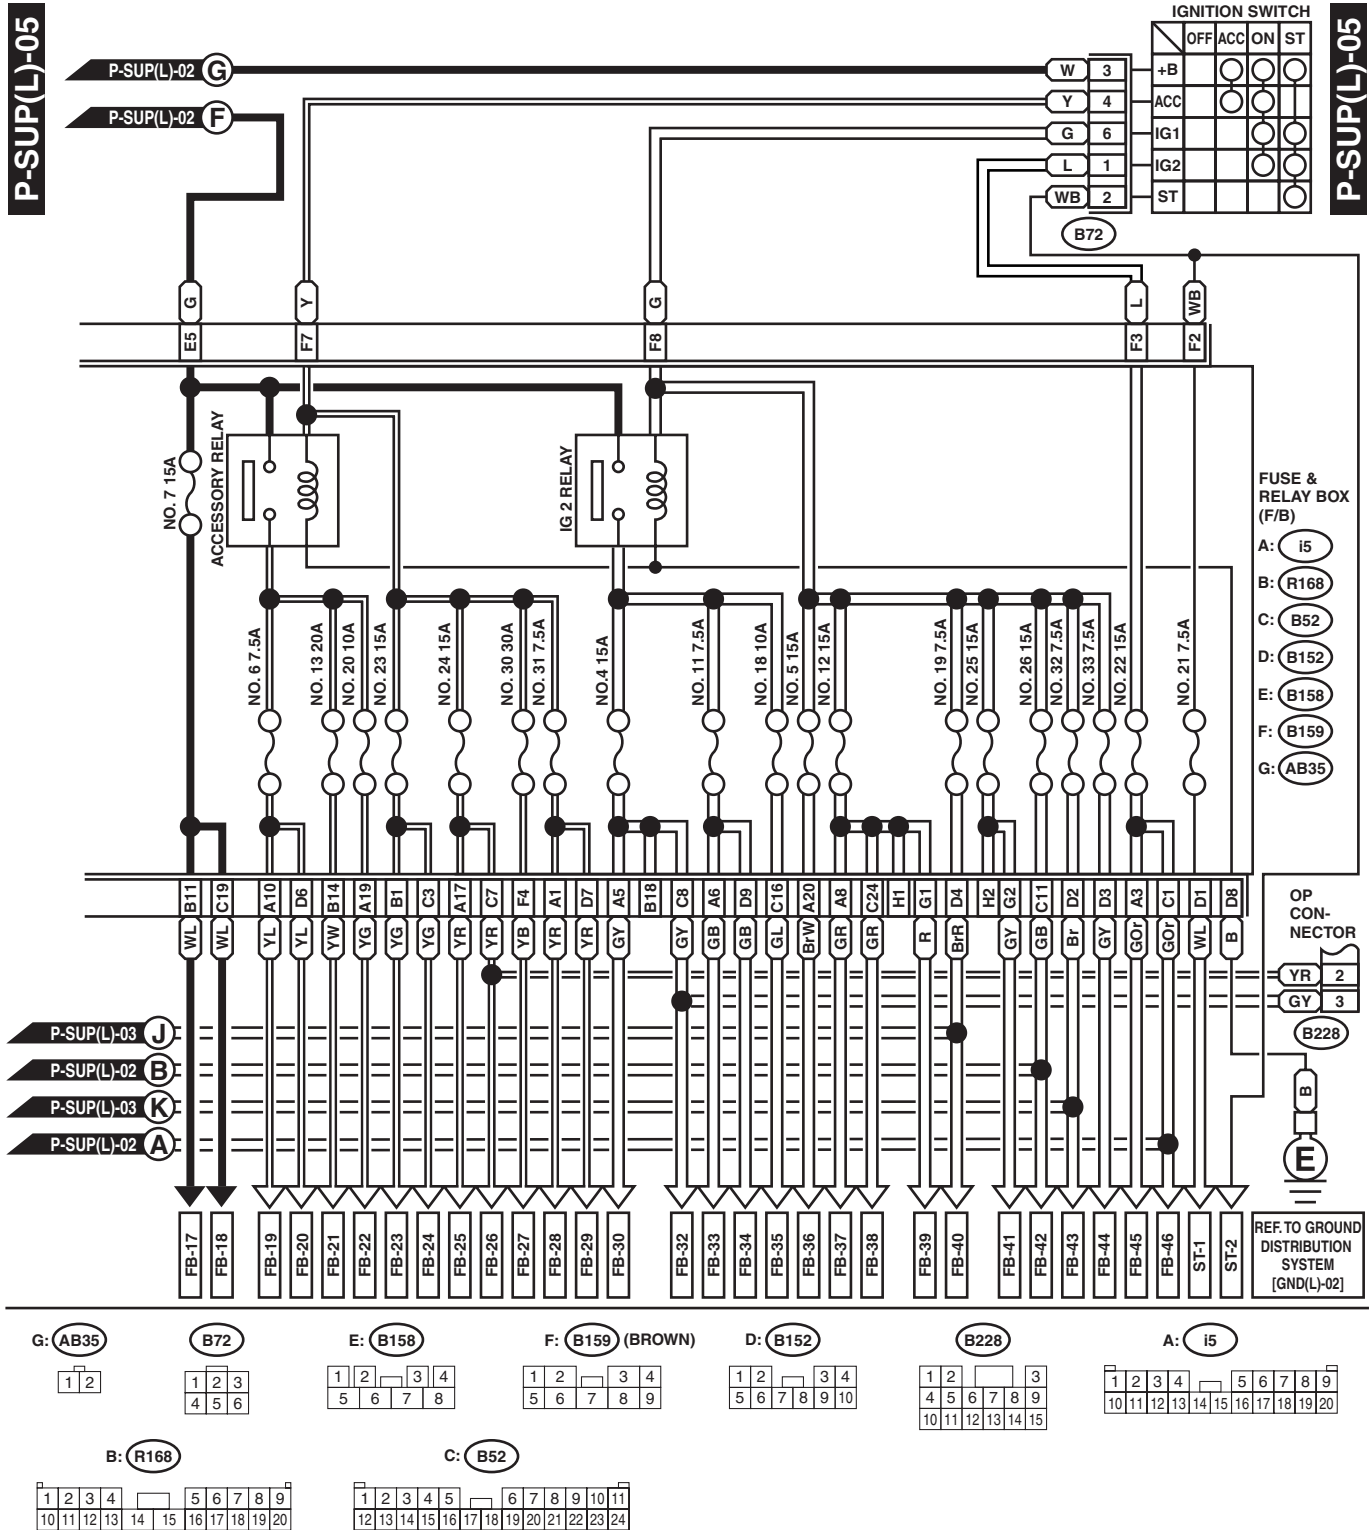 P-SUP(L)-05
P-SUP(L)-05
IGNITION SWITCH
OFF ACC ON ST
P-SUP(L)-02 G
W 3 +B
Y 4 ACC
P-SUP(L)-02 F
G 6 IG1
L 1 IG2
WB 2 ST
B72
G Y G L WB
E5 F7 F8 F3 F2
NO. 7 15A
ACCESSORY RELAY
IG 2 RELAY
FUSE &
RELAY BOX
(F/B)
A: i5
B: R168
C: B52
D: B152
E: B158
F: B159
G: AB35
NO. 6 7.5A
NO. 13 20A
NO. 20 10A
NO. 23 15A
NO. 24 15A
NO. 30 30A
NO. 31 7.5A
NO.4 15A
NO. 11 7.5A
NO. 18 10A
NO. 5 15A
NO. 12 15A
NO. 19 7.5A
NO. 25 15A
NO. 26 15A
NO. 32 7.5A
NO. 33 7.5A
NO. 22 15A
NO. 21 7.5A
B11 C19 A10 D6 B14 A19 B1 C3 A17 C7 F4 A1 D7 A5 B18 C8 A6 D9 C16 A20 A8 C24 H1 G1 D4 H2 G2 C11 D2 D3 A3 C1 D1 D8
WL WL YL YL YW YG YG YG YR YR YB YR YR GY GY GB GB GL BrW GR GR R BrR GY GB Br GY GOr GOr WL B
OP
CON-
NECTOR
YR 2
GY 3
B228
P-SUP(L)-03 J
P-SUP(L)-02 B
P-SUP(L)-03 K
P-SUP(L)-02 A
B
E
FB-17 FB-18 FB-19 FB-20 FB-21 FB-22 FB-23 FB-24 FB-25 FB-26 FB-27 FB-28 FB-29 FB-30 FB-32 FB-33 FB-34 FB-35 FB-36 FB-37 FB-38 FB-39 FB-40 FB-41 FB-42 FB-43 FB-44 FB-45 FB-46 ST-1 ST-2
REF. TO GROUND
DISTRIBUTION
SYSTEM
[GND(L)-02]
G: AB35
1 2
B72
1 2 3
4 5 6
E: B158
1 2 3 4
5 6 7 8
F: B159 (BROWN)
1 2 3 4
5 6 7 8 9
D: B152
1 2 3 4
5 6 7 8 9 10
B228
1 2 3
4 5 6 7 8 9
10 11 12 13 14 15
A: i5
1 2 3 4 5 6 7 8 9
10 11 12 13 14 15 16 17 18 19 20
B: R168
1 2 3 4 5 6 7 8 9
10 11 12 13 14 15 16 17 18 19 20
C: B52
1 2 3 4 5 6 7 8 9 10 11
12 13 14 15 16 17 18 19 20 21 22 23 24